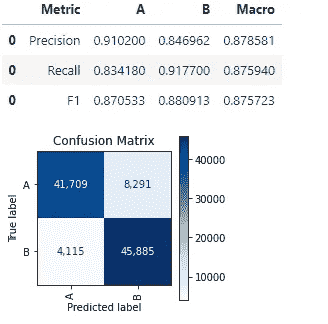 Metric A B Macro
0 Precision 0.910200 0.846962 0.878581
0 Recall 0.834180 0.917700 0.875940
0 F1 0.870533 0.880913 0.875723
Confusion Matrix
40000
A 41,709 8,291
30000
True label
20000
B 4,115 45,885
10000
A B
Predicted label